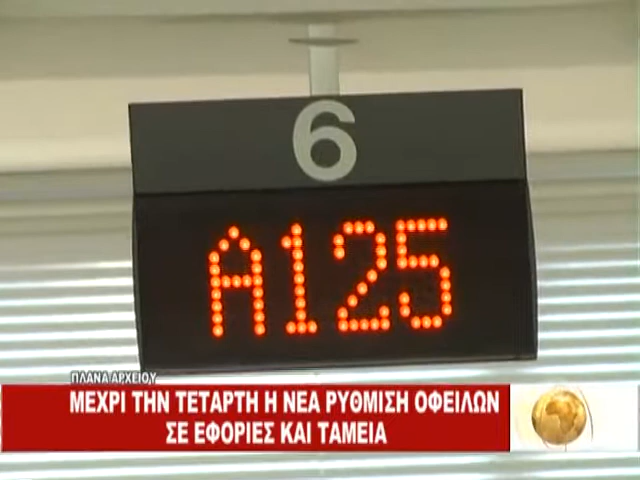 6
A125
ΠΛΑΝΑ ΑΡΧΕΙΟΥ
ΜΕΧΡΙ ΤΗΝ ΤΕΤΑΡΤΗ Η ΝΕΑ ΡΥΘΜΙΣΗ ΟΦΕΙΛΩΝ
ΣΕ ΕΦΟΡΙΕΣ ΚΑΙ ΤΑΜΕΙΑ